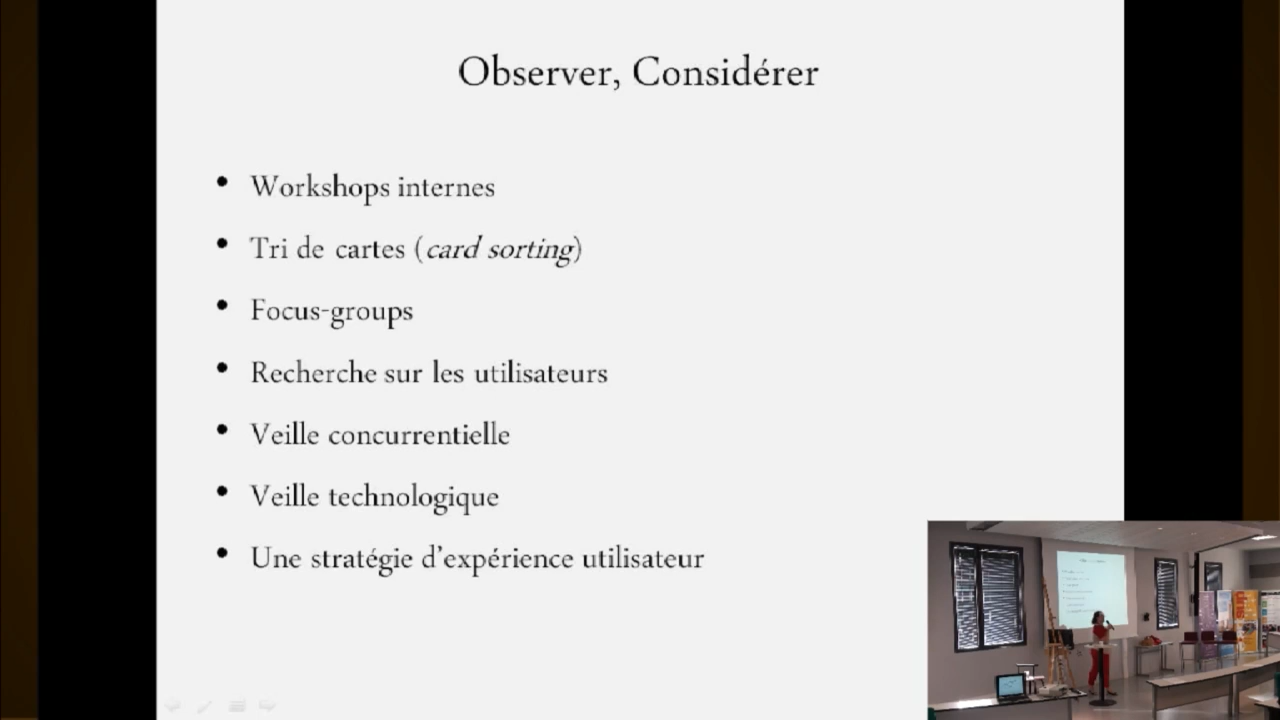 Observer, Considérer
• Workshops internes
• Tri de cartes (card sorting)
• Focus-groups
• Recherche sur les utilisateurs
• Veille concurrentielle
• Veille technologique
• Une stratégie d’expérience utilisateur